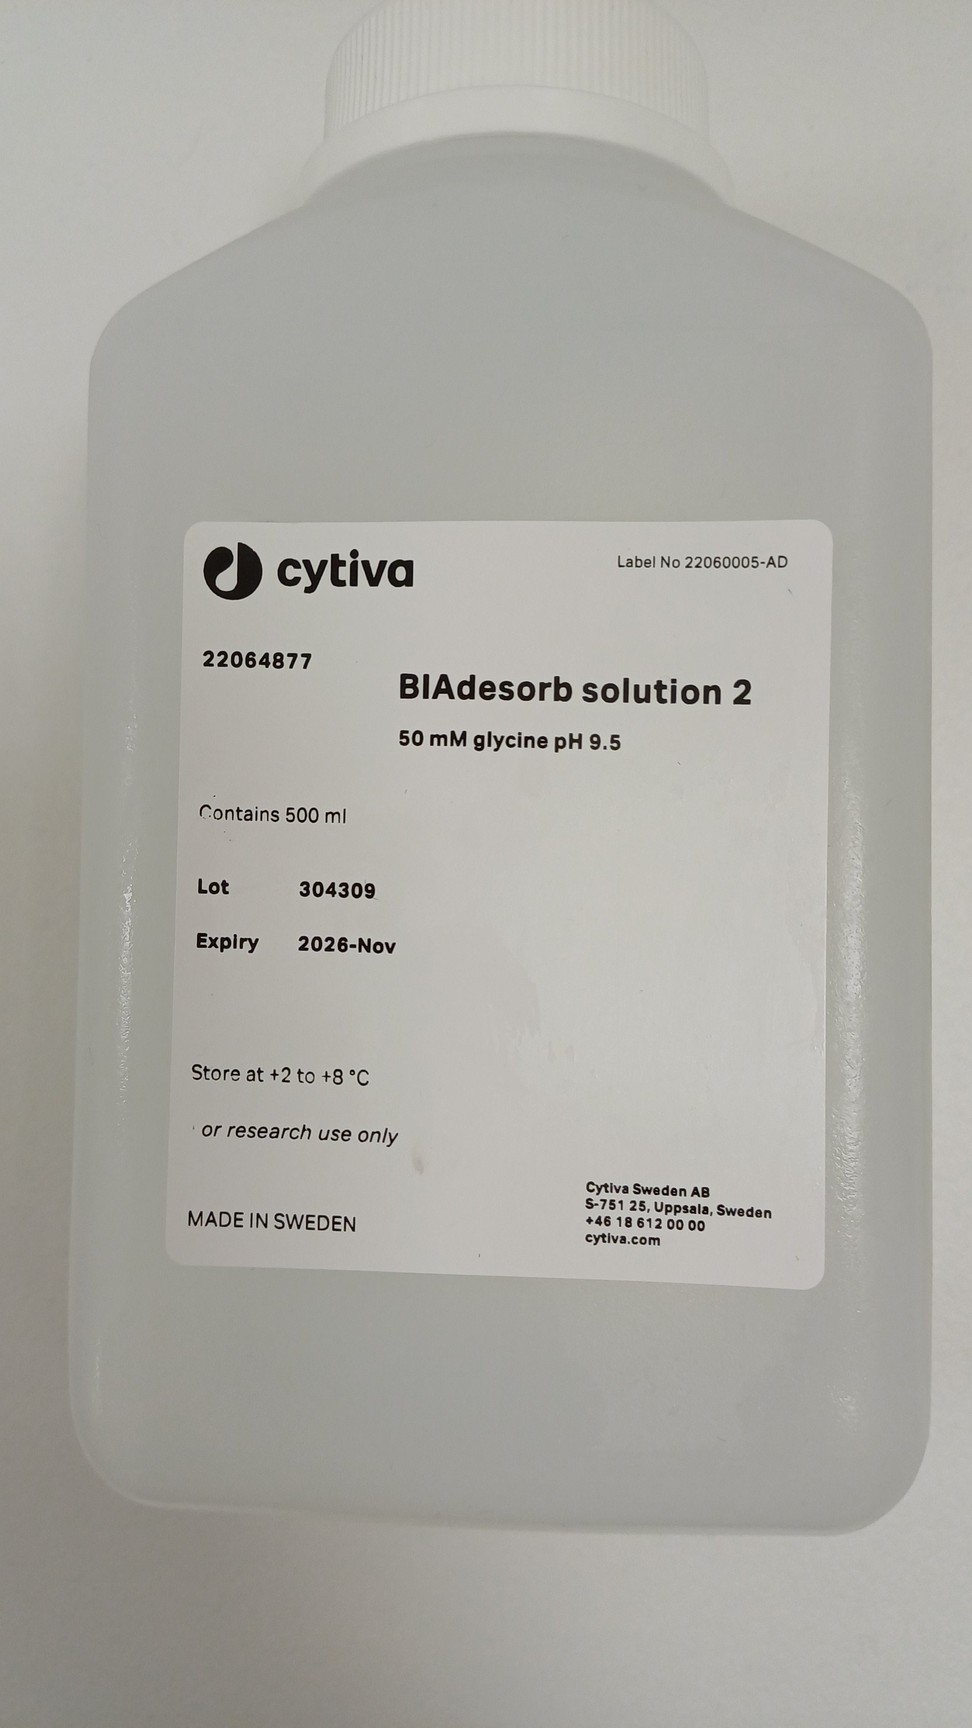 cytiva
Label No 22060005-AD
22064877
BIAdesorb solution 2
50 mM glycine pH 9.5
Contains 500 ml
Lot 304309
Expiry 2026-Nov
Store at +2 to +8 °C
or research use only
MADE IN SWEDEN
Cytiva Sweden AB
S-751 25, Uppsala, Sweden
+46 18 612 00 00
cytiva.com